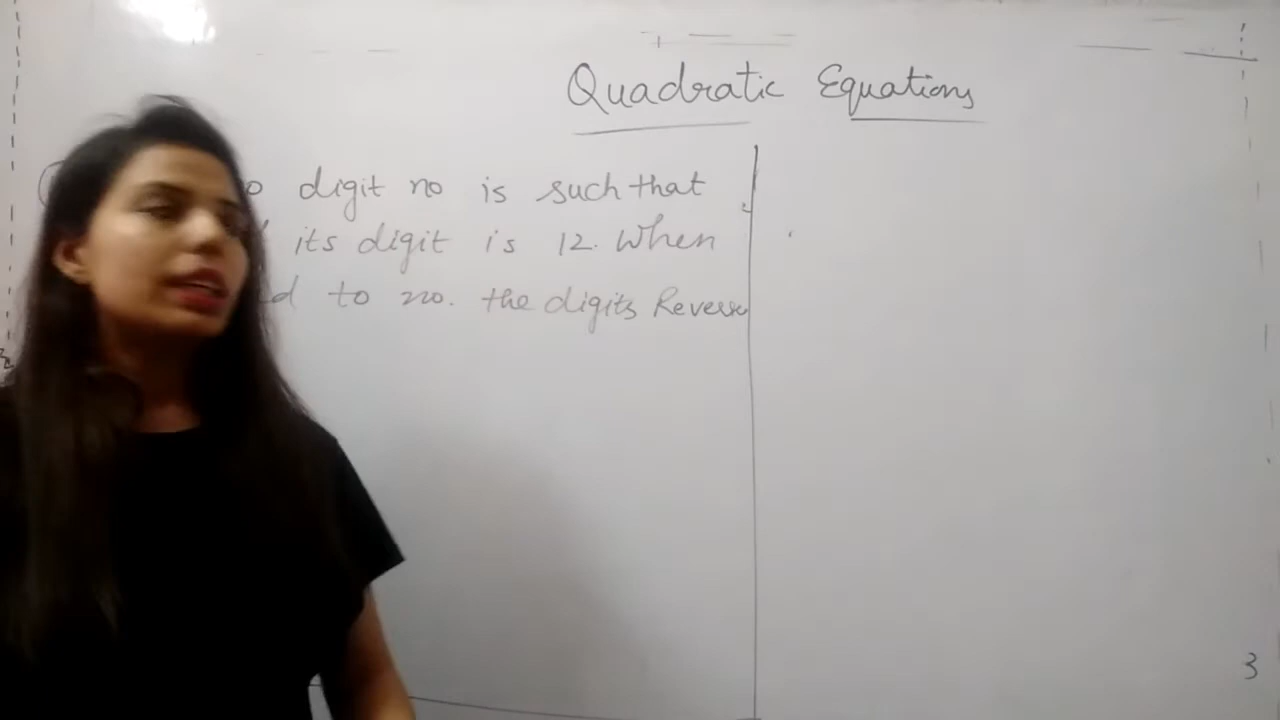 Quadratic Equations
digit no is such that
its digit is 12. When
to no. the digits Reverse
3